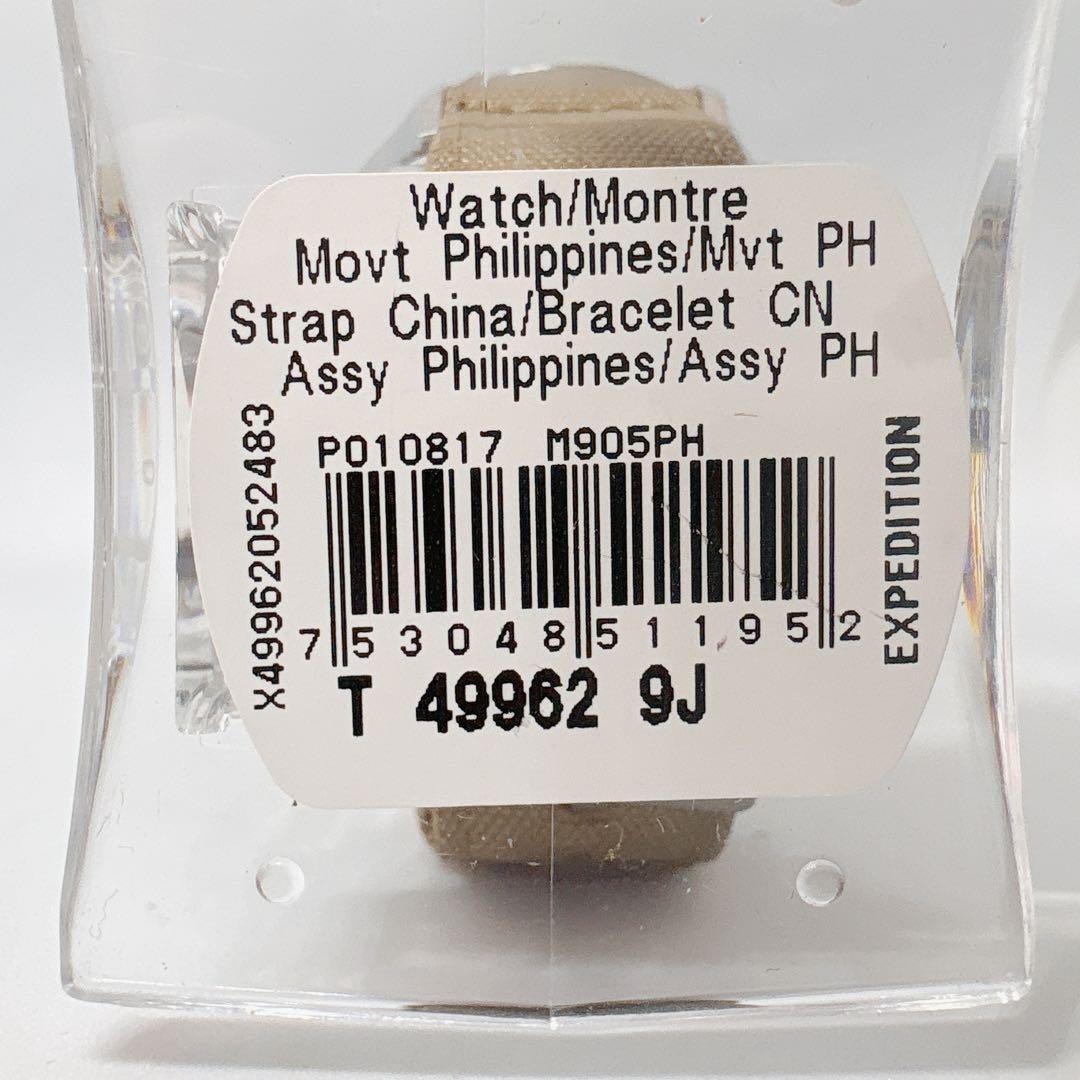 Watch/Montre
Movt Philippines/Mvt PH
Strap China/Bracelet CN
Assy Philippines/Assy PH
P010817 M905PH
7 53048 51195 2
T 49962 9J
X49962052483
EXPEDITION